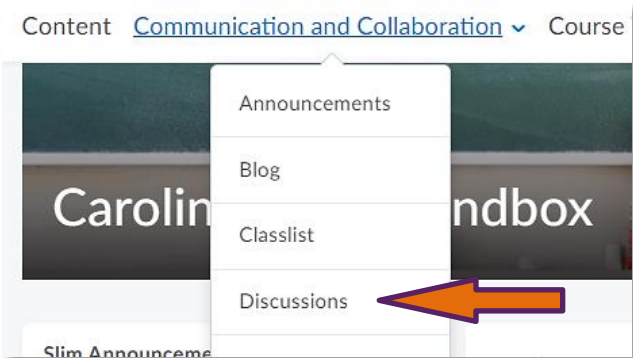 Content Communication and Collaboration Course
Announcements
Blog
Carolin ndbox
Classlist
Discussions
Slim Announceme